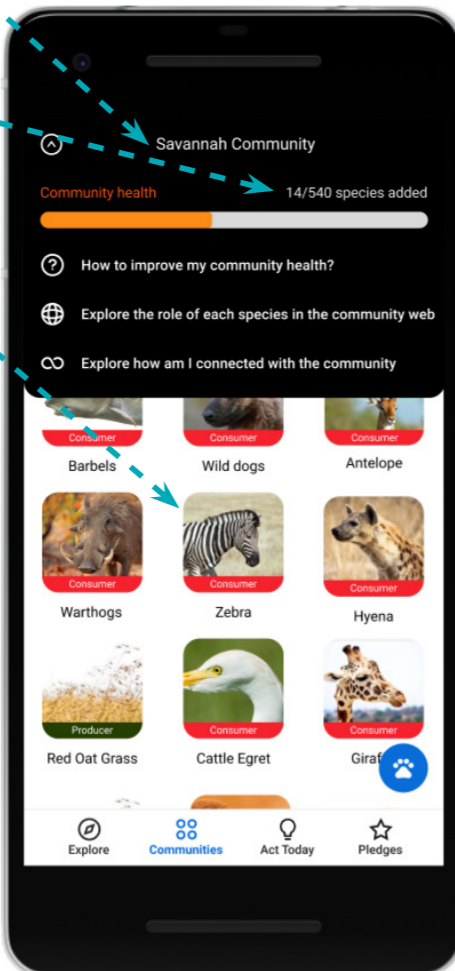 Savannah Community
Community health 14/540 species added
How to improve my community health?
Explore the role of each species in the community web
Explore how am I connected with the community
Consumer Consumer Consumer
Barbels Wild dogs Antelope
Consumer Consumer Consumer
Warthogs Zebra Hyena
Producer Consumer Consumer
Red Oat Grass Cattle Egret Giraf
Explore Communities Act Today Pledges